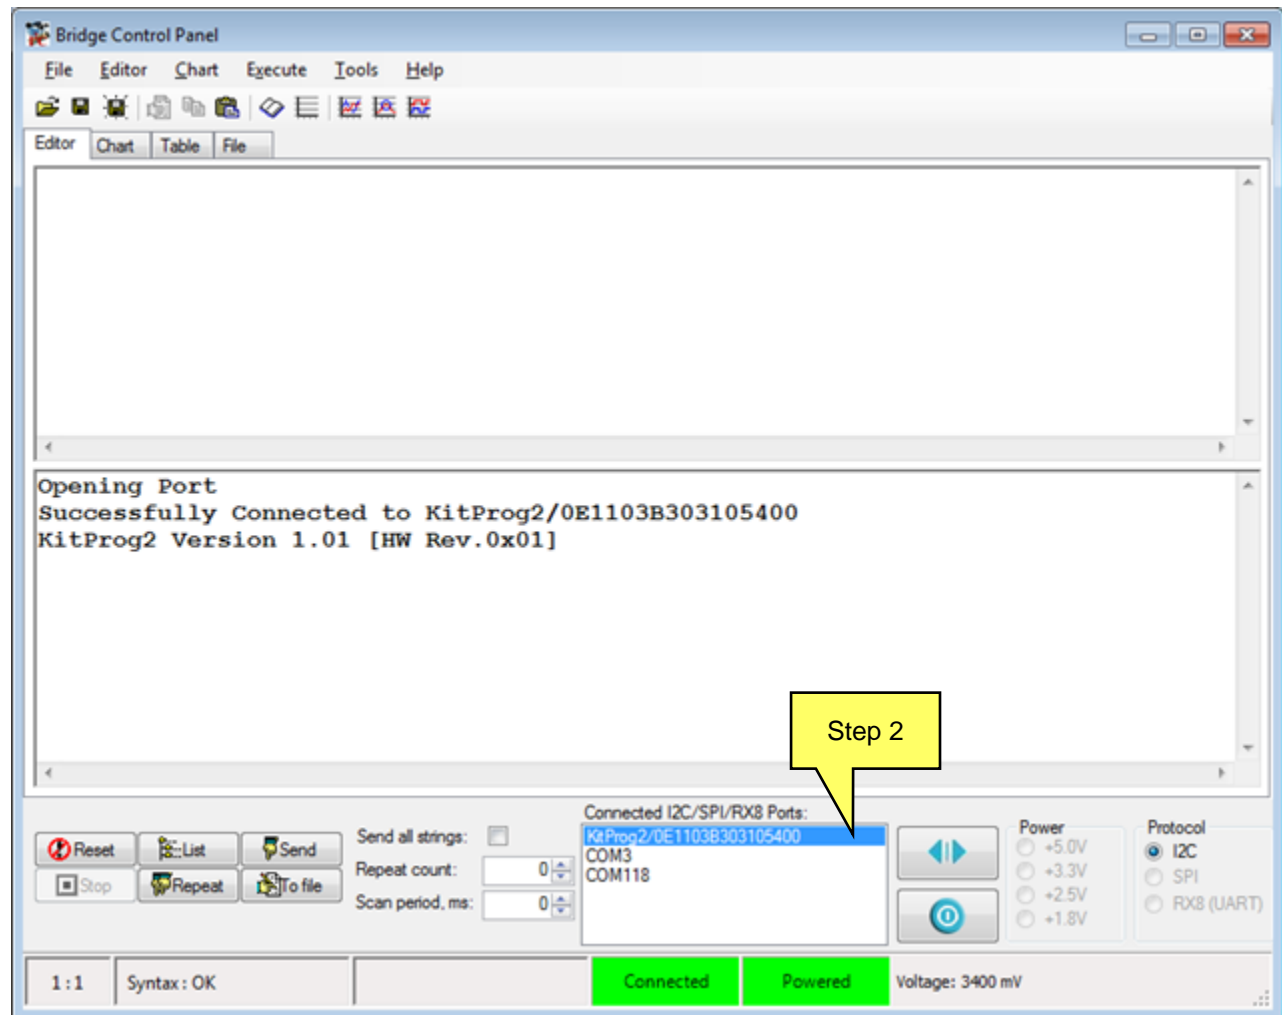 Bridge Control Panel
File Editor Chart Execute Tools Help
Editor Chart Table File
Opening Port
Successfully Connected to KitProg2/0E1103B303105400
KitProg2 Version 1.01 [HW Rev.0x01]
Step 2
Connected I2C/SPI/RX8 Ports:
KitProg2/0E1103B303105400
COM3
COM118
Reset List Send
Stop Repeat To file
Send all strings:
Repeat count: 0
Scan period, ms: 0
Power
+5.0V
+3.3V
+2.5V
+1.8V
Protocol
I2C
SPI
RX8 (UART)
1:1 Syntax : OK Connected Powered Voltage: 3400 mV